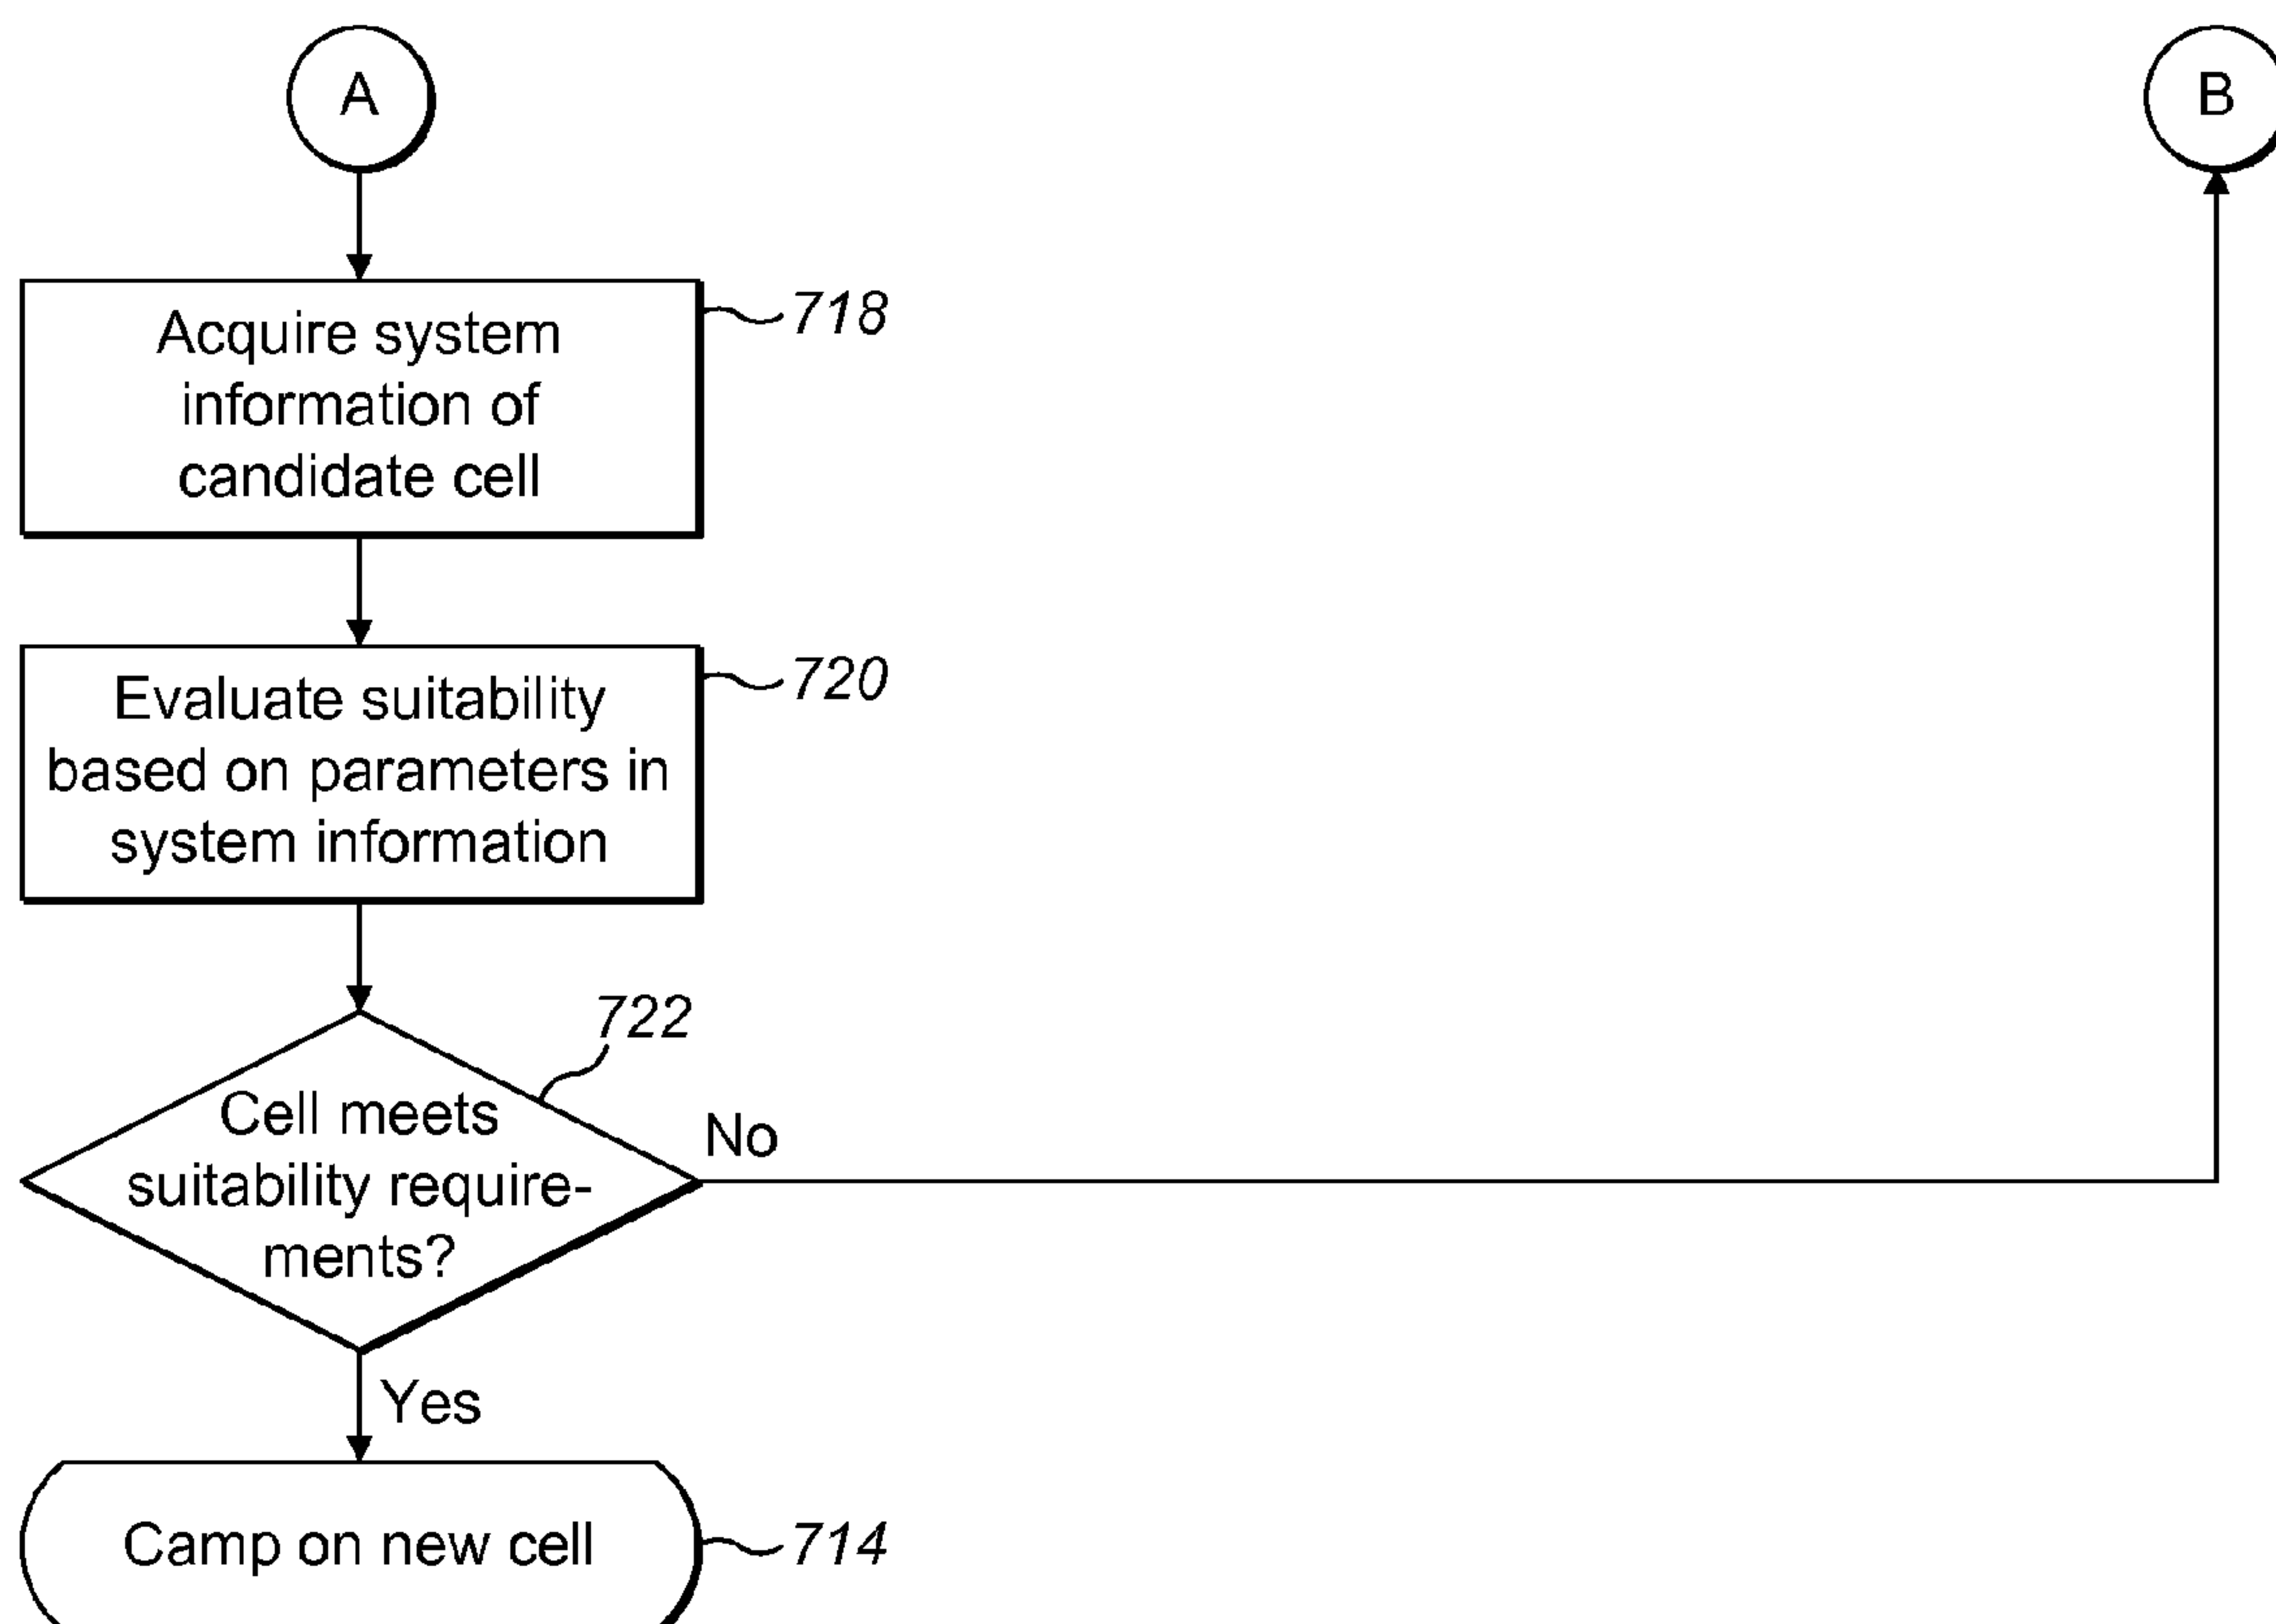 A
B
Acquire system
information of
candidate cell
718
Evaluate suitability
based on parameters in
system information
720
722
Cell meets
suitability require-
ments?
No
Yes
Camp on new cell
714